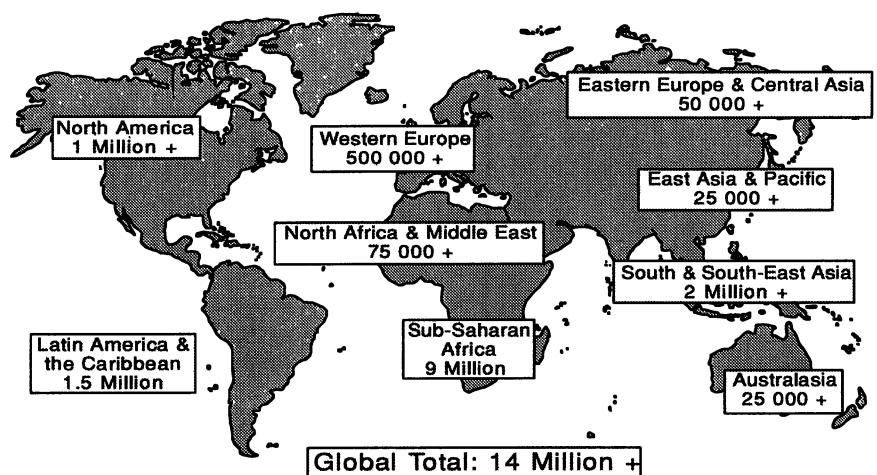 Eastern Europe & Central Asia
50 000 +
North America
1 Million +
Western Europe
500 000 +
East Asia & Pacific
25 000 +
North Africa & Middle East
75 000 +
South & South-East Asia
2 Million +
Latin America &
the Caribbean
1.5 Million
Sub-Saharan
Africa
9 Million
Australasia
25 000 +
Global Total: 14 Million +